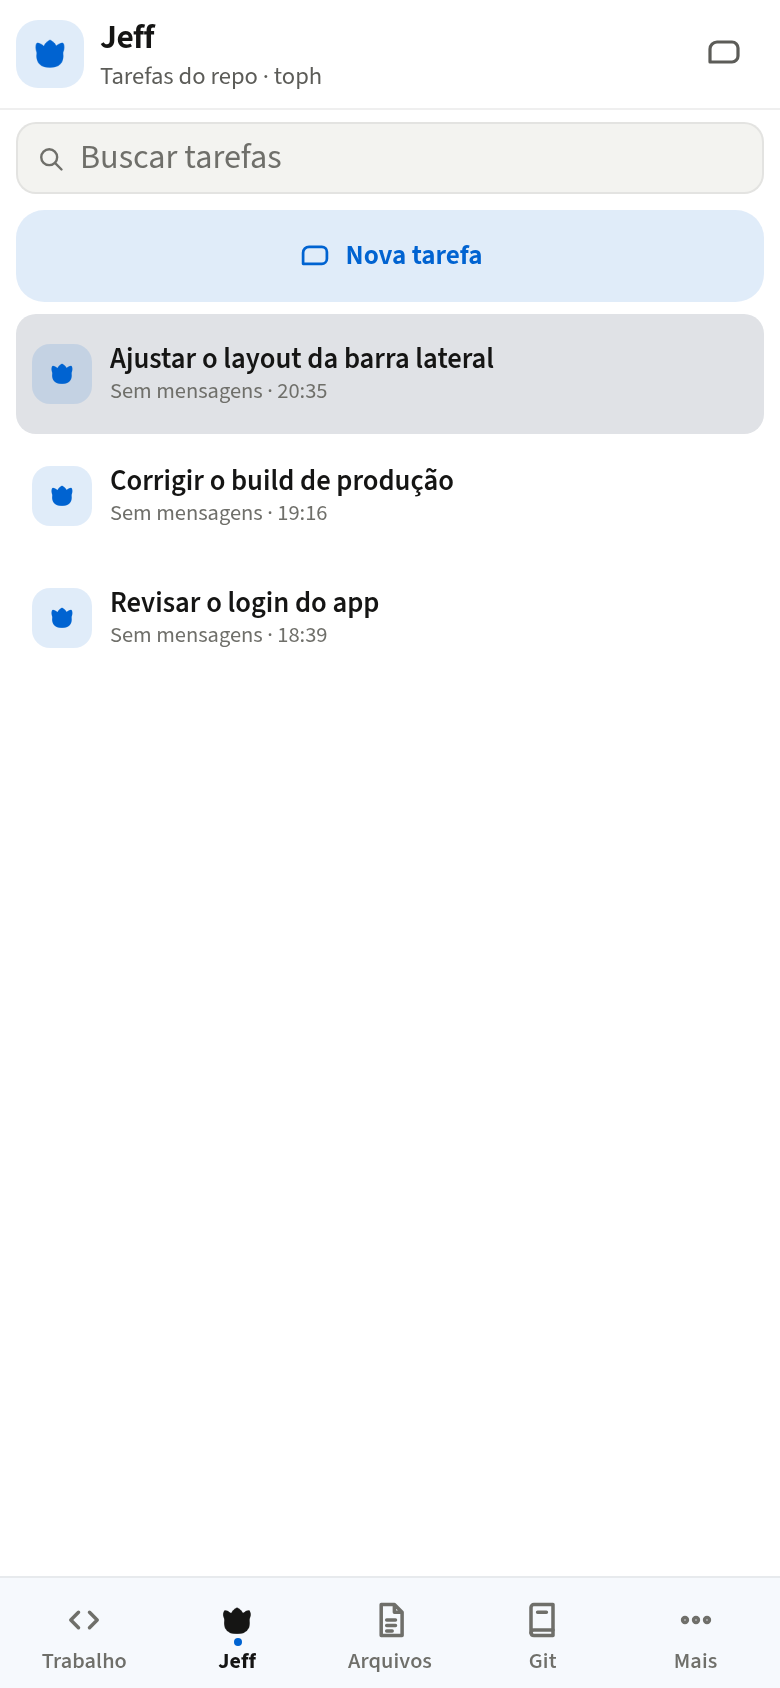 Jeff
Tarefas do repo · toph
Buscar tarefas
Nova tarefa
Ajustar o layout da barra lateral
Sem mensagens · 20:35
Corrigir o build de produção
Sem mensagens · 19:16
Revisar o login do app
Sem mensagens · 18:39
Trabalho
Jeff
Arquivos
Git
Mais